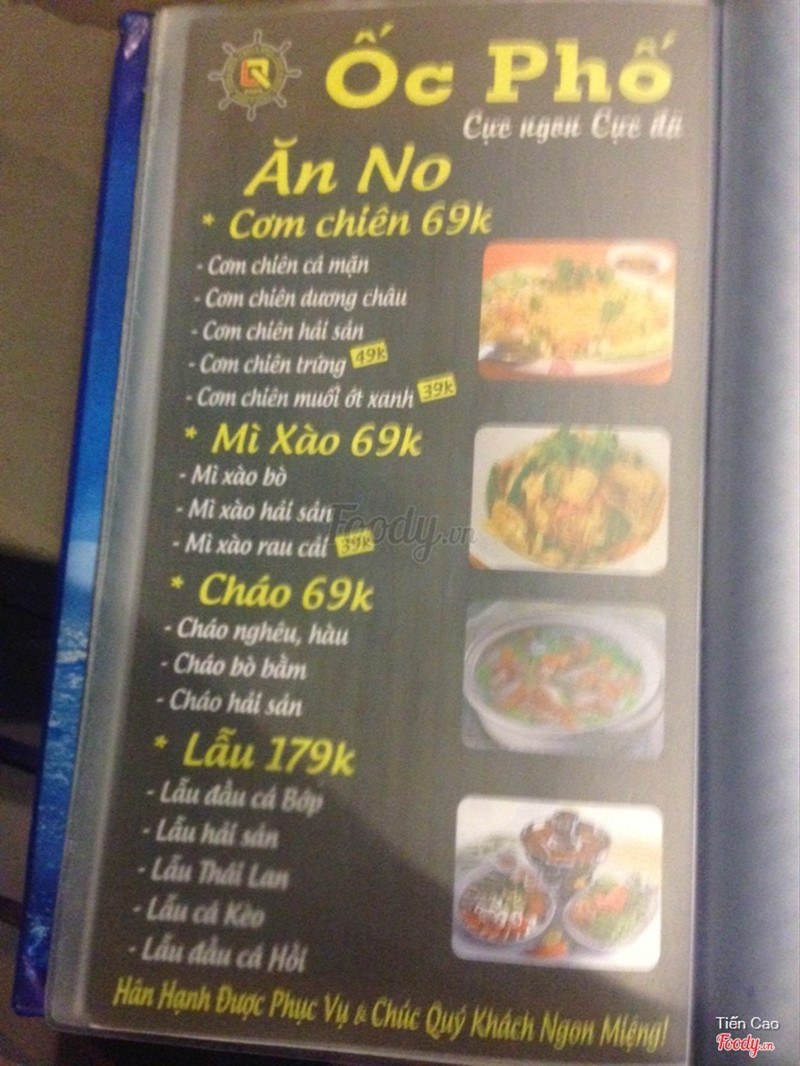 Ốc Phố
Cực ngon Cực đã
Ăn No
* Cơm chiên 69k
- Cơm chiên cá mặn
- Cơm chiên dương châu
- Cơm chiên hải sản
- Cơm chiên trứng 49k
- Cơm chiên muối ớt xanh 39k
* Mì Xào 69k
- Mì xào bò
- Mì xào hải sản
- Mì xào rau cải 39k
Foody.vn
* Cháo 69k
- Cháo nghêu, hàu
- Cháo bò bằm
- Cháo hải sản
* Lẩu 179k
- Lẩu đầu cá Bớp
- Lẩu hải sản
- Lẩu Thái Lan
- Lẩu cá Kèo
- Lẩu đầu cá Hồi
Hân Hạnh Được Phục Vụ & Chúc Quý Khách Ngon Miệng!
Tiến Cao
Foody.vn